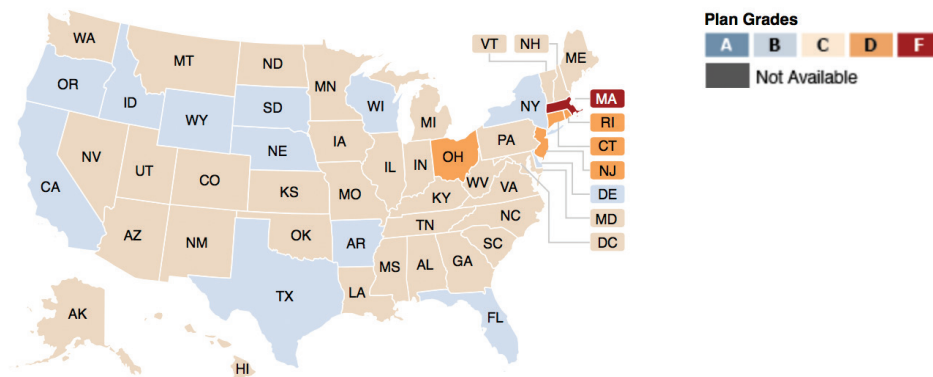 Plan Grades
A B C D F
Not Available
WA
MT
ND
MN
VT NH
ME
OR
ID
WY
SD
WI
MI
NY
MA
RI
CT
NJ
DE
MD
DC
NV
UT
CO
NE
IA
IL
IN
OH
PA
WV
VA
CA
AZ
NM
KS
OK
MO
KY
TN
NC
SC
AR
MS
AL
GA
TX
LA
FL
AK
HI